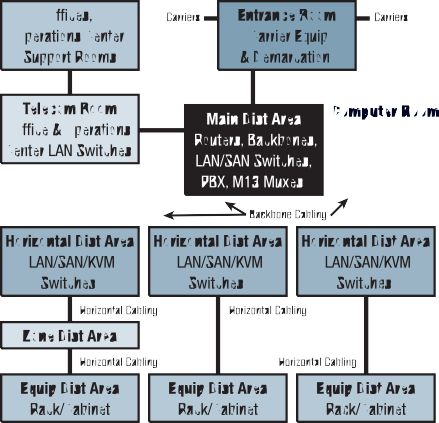 Offices,
Operations Center
Support Rooms
Carriers
Entrance Room
Carrier Equip
& Demarcation
Carriers
Telecom Room
Office & Operations
Center LAN Switches
Main Dist Area
Routers, Backbones,
LAN/SAN Switches,
PBX, M13 Muxes
Computer Room
Backbone Cabling
Horizontal Dist Area
LAN/SAN/KVM
Switches
Horizontal Dist Area
LAN/SAN/KVM
Switches
Horizontal Dist Area
LAN/SAN/KVM
Switches
Horizontal Cabling
Horizontal Cabling
Zone Dist Area
Horizontal Cabling
Horizontal Cabling
Equip Dist Area
Rack/Cabinet
Equip Dist Area
Rack/Cabinet
Equip Dist Area
Rack/Cabinet